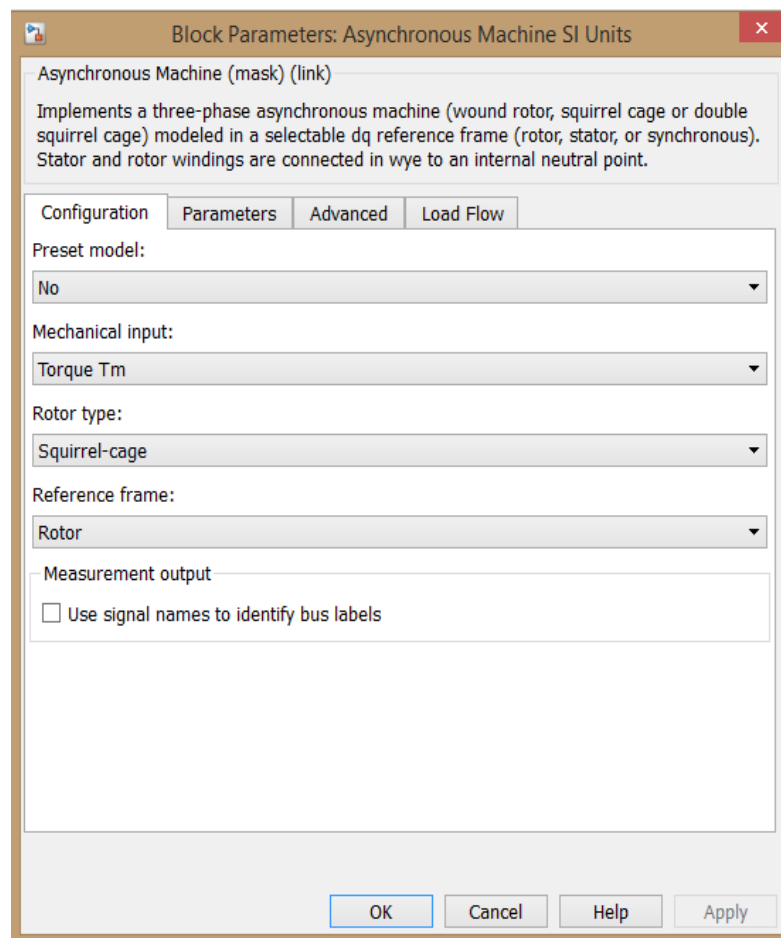 Block Parameters: Asynchronous Machine SI Units
Asynchronous Machine (mask) (link)
Implements a three-phase asynchronous machine (wound rotor, squirrel cage or double
squirrel cage) modeled in a selectable dq reference frame (rotor, stator, or synchronous).
Stator and rotor windings are connected in wye to an internal neutral point.
Configuration Parameters Advanced Load Flow
Preset model:
No
Mechanical input:
Torque Tm
Rotor type:
Squirrel-cage
Reference frame:
Rotor
Measurement output
Use signal names to identify bus labels
OK Cancel Help Apply